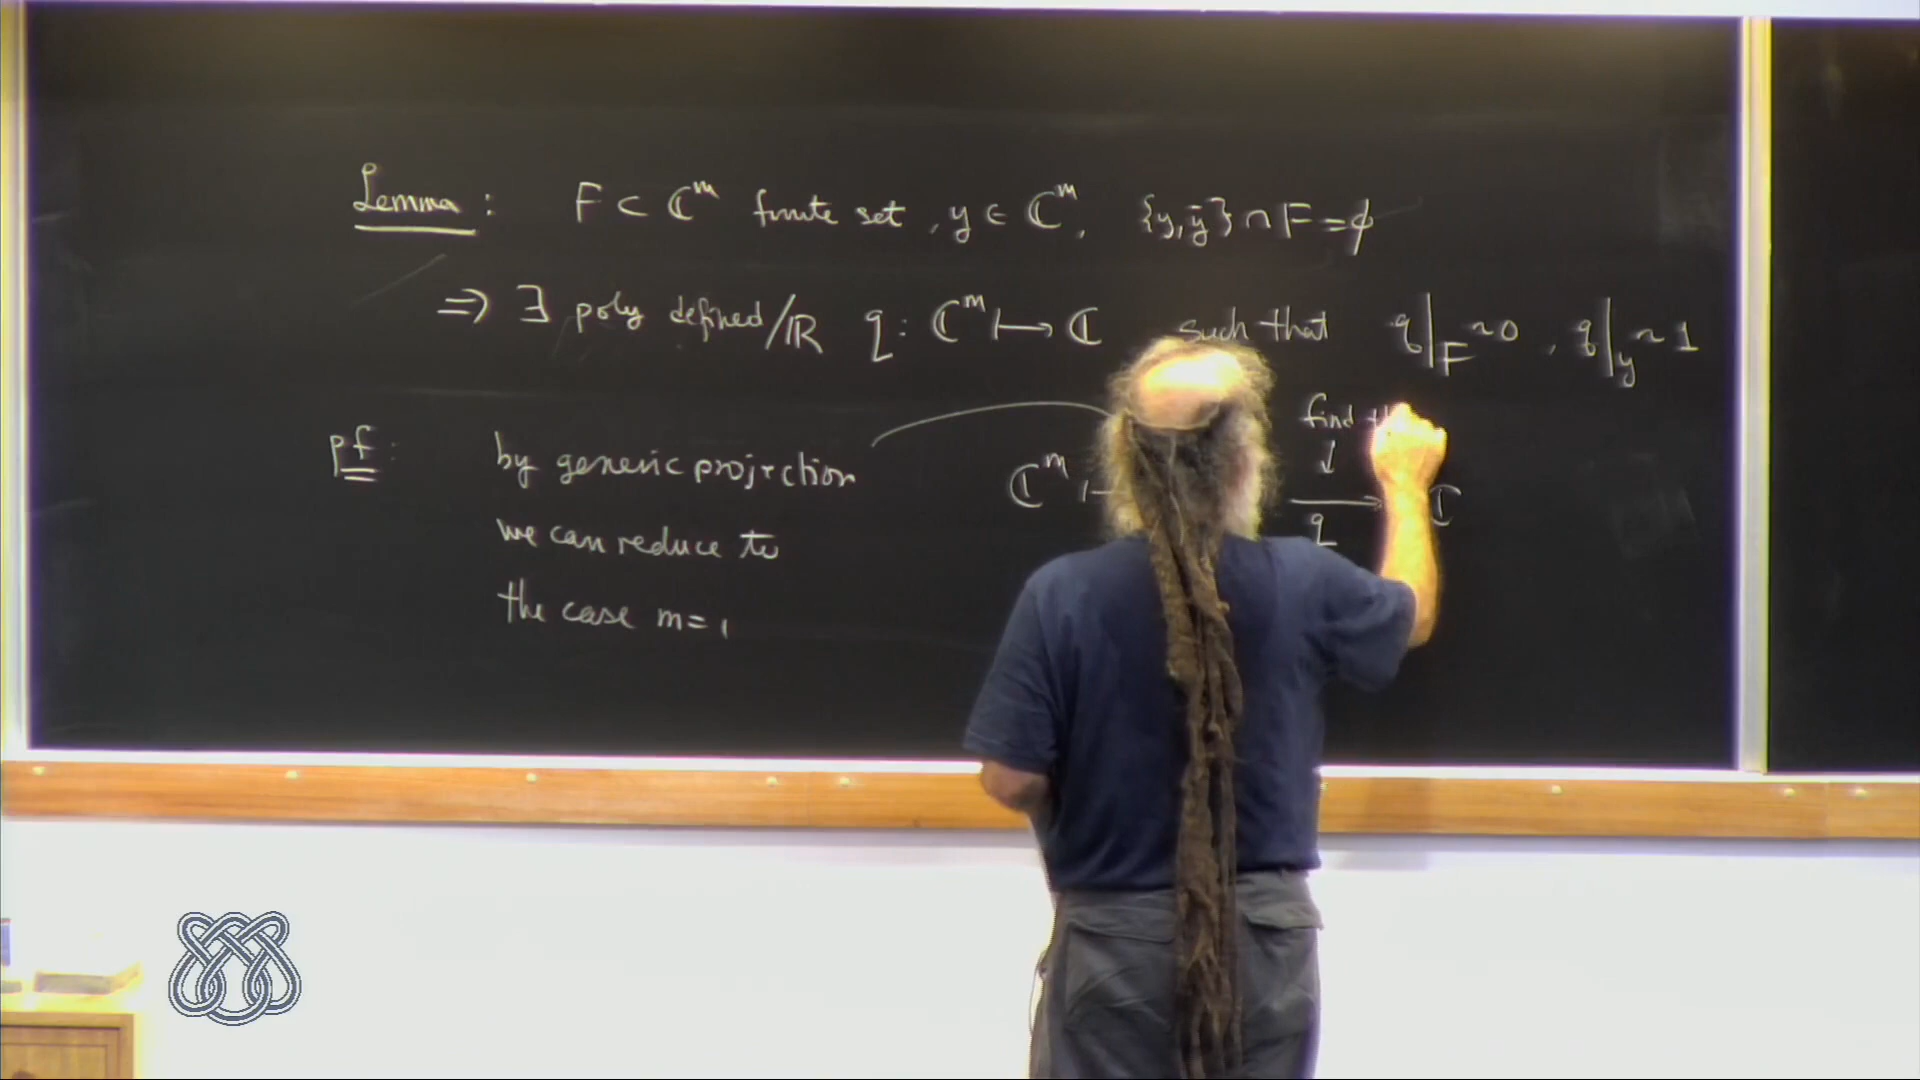 Lemma: F ⊂ ℂ^m finite set, y ∈ ℂ^m, {y, ȳ} ∩ F = ϕ
⇒ ∃ poly defined/ℝ q: ℂ^m ↦ ℂ such that q|_F ~ 0, q|_y ~ 1
pf: by generic projection
we can reduce to
the case m = 1
find
↓
ℂ^m → ℂ
q